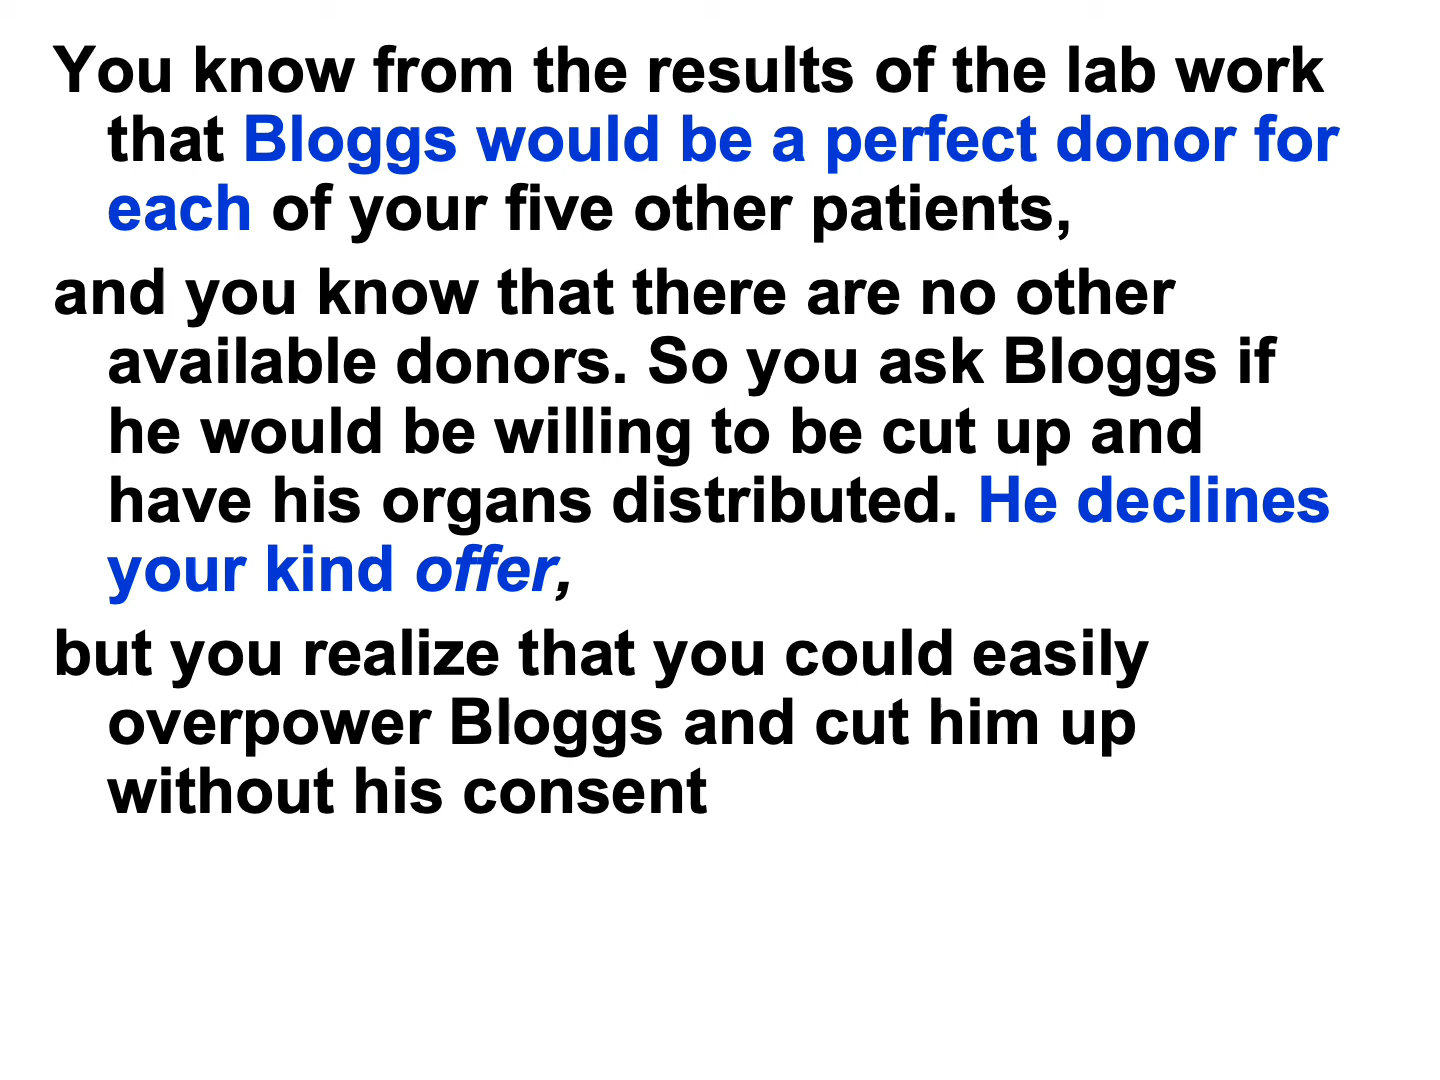 You know from the results of the lab work
that Bloggs would be a perfect donor for
each of your five other patients,
and you know that there are no other
available donors. So you ask Bloggs if
he would be willing to be cut up and
have his organs distributed. He declines
your kind offer,
but you realize that you could easily
overpower Bloggs and cut him up
without his consent